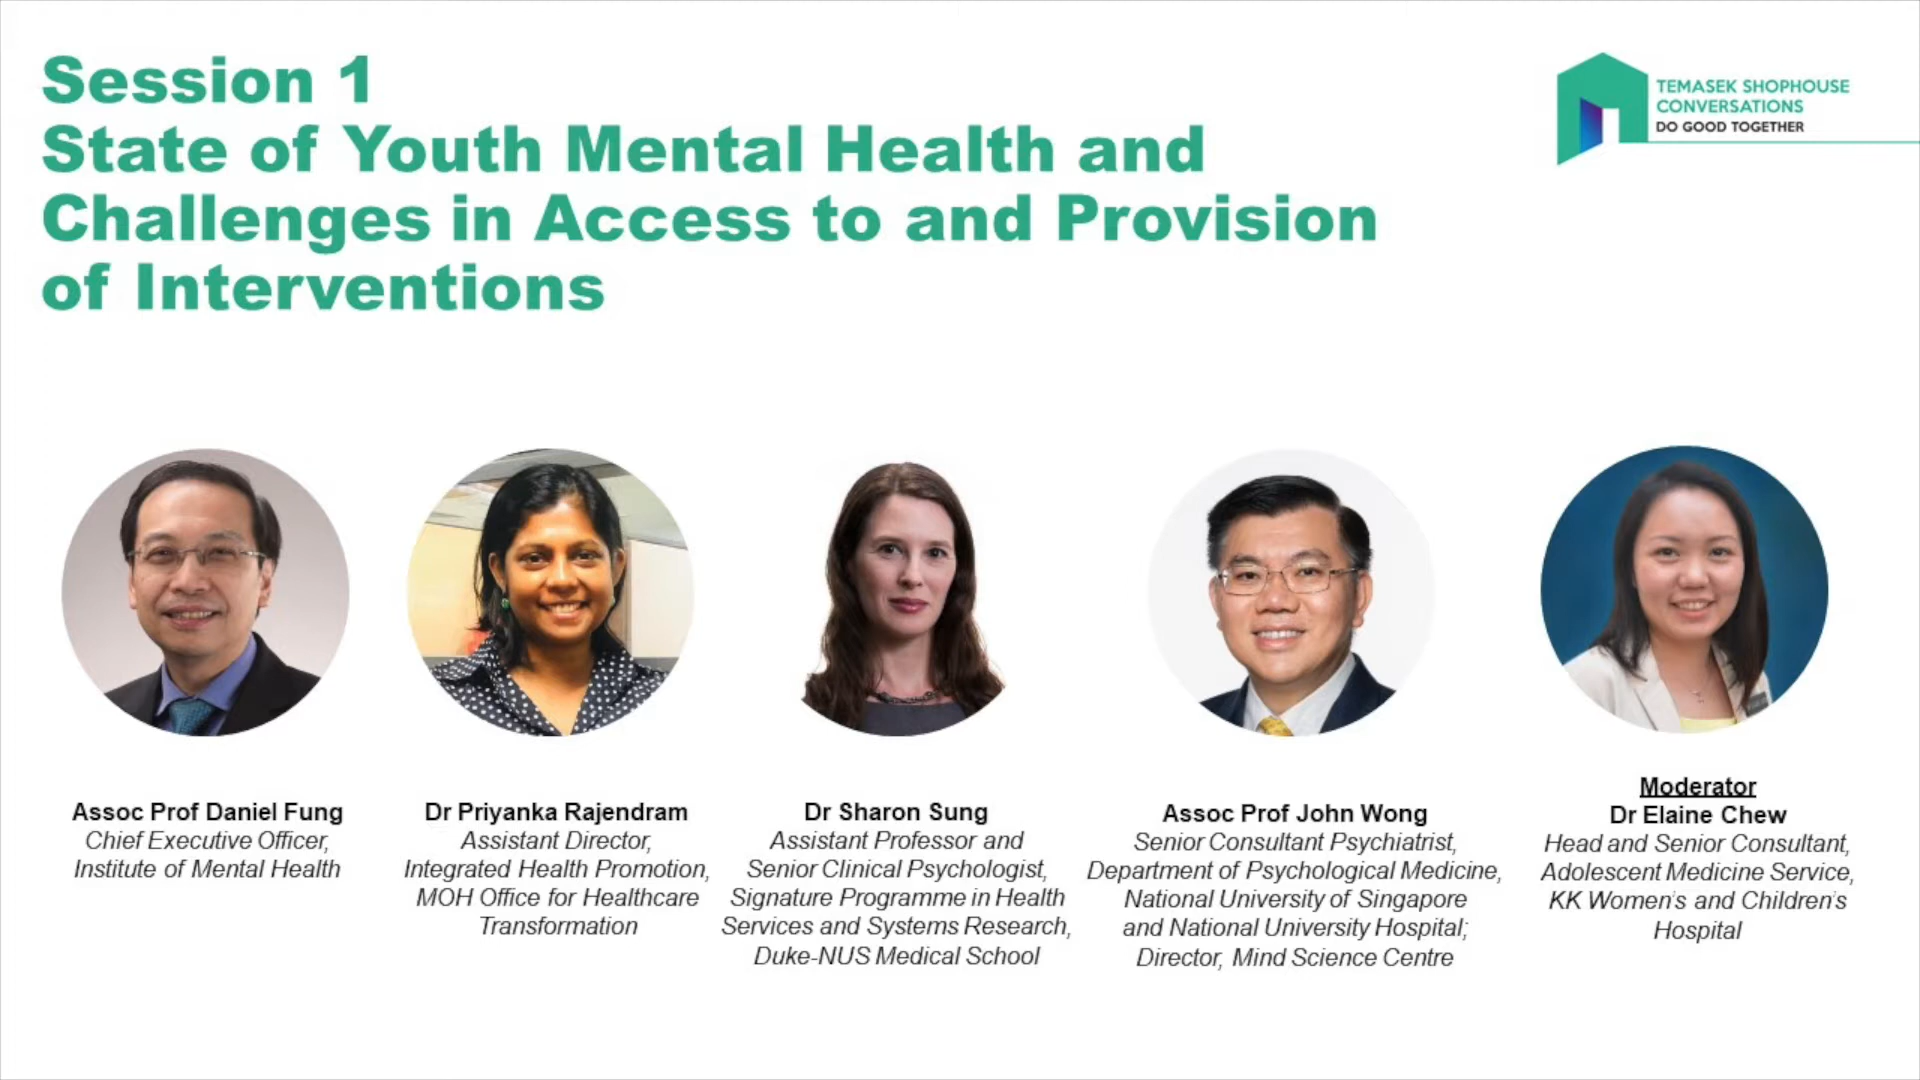 Session 1
State of Youth Mental Health and
Challenges in Access to and Provision
of Interventions
TEMASEK SHOPHOUSE
CONVERSATIONS
DO GOOD TOGETHER
Assoc Prof Daniel Fung
Chief Executive Officer,
Institute of Mental Health
Dr Priyanka Rajendram
Assistant Director,
Integrated Health Promotion,
MOH Office for Healthcare
Transformation
Dr Sharon Sung
Assistant Professor and
Senior Clinical Psychologist,
Signature Programme in Health
Services and Systems Research,
Duke-NUS Medical School
Assoc Prof John Wong
Senior Consultant Psychiatrist,
Department of Psychological Medicine,
National University of Singapore
and National University Hospital;
Director, Mind Science Centre
Moderator
Dr Elaine Chew
Head and Senior Consultant,
Adolescent Medicine Service,
KK Women's and Children's
Hospital